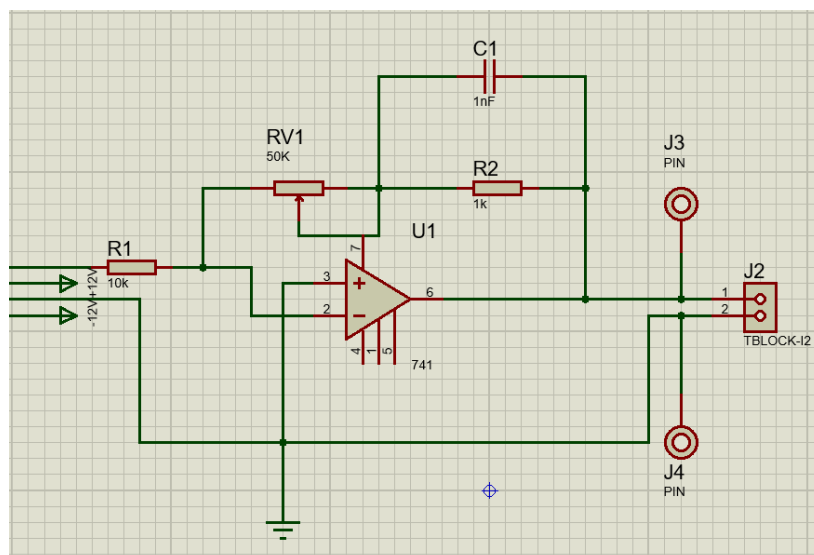 C1
1nF
RV1
50K
R2
1k
J3
PIN
U1
7
R1
10k
-12V+12V
3
+
6
2
−
4
1
5
741
J2
1
2
TBLOCK-I2
J4
PIN